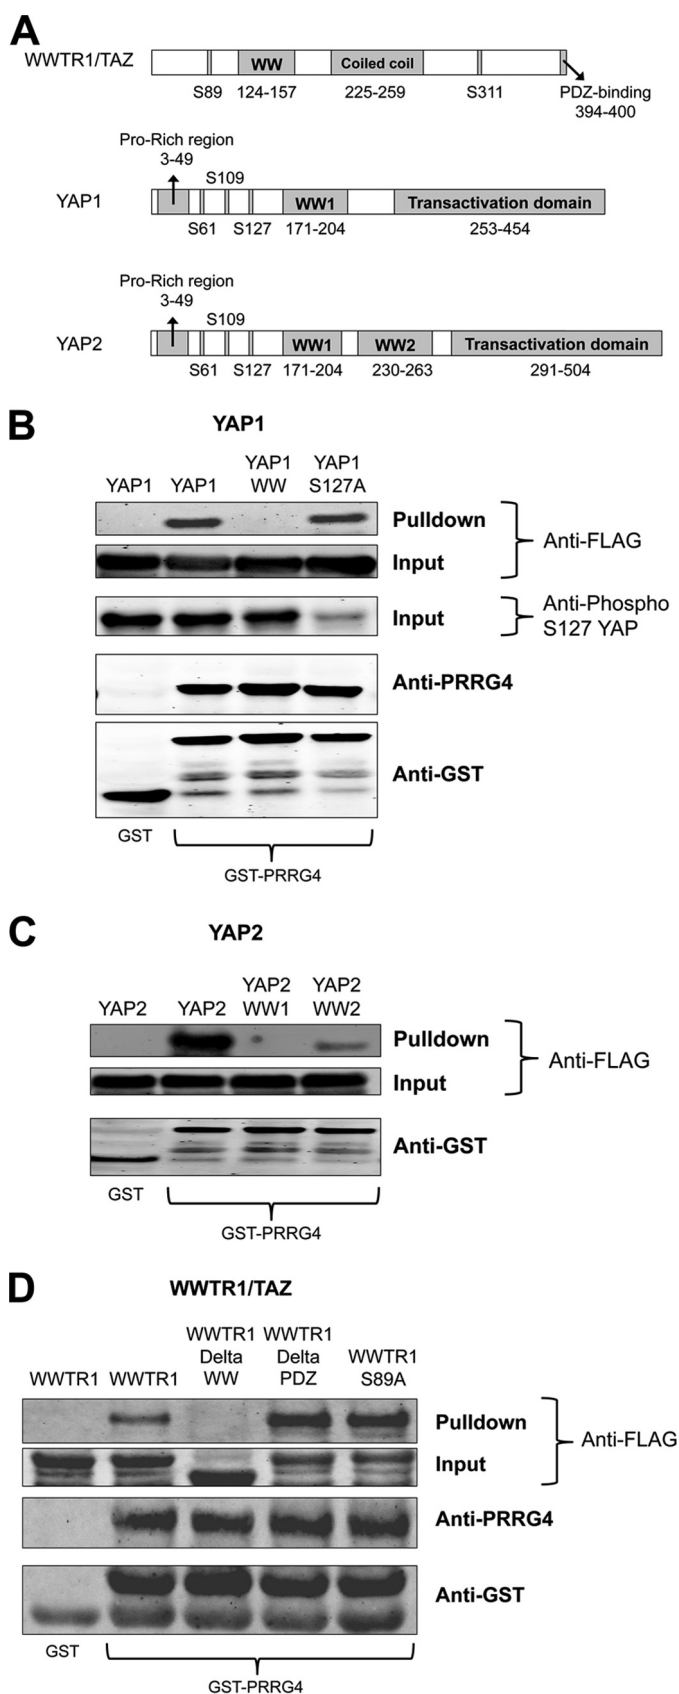 A
WWTR1/TAZ
WW
Coiled coil
S89
124-157
225-259
S311
PDZ-binding
394-400
Pro-Rich region
3-49
S109
YAP1
WW1
Transactivation domain
S61
S127
171-204
253-454
Pro-Rich region
3-49
S109
YAP2
WW1
WW2
Transactivation domain
S61
S127
171-204
230-263
291-504
B
YAP1
YAP1
YAP1
YAP1
WW
YAP1
S127A
Pulldown
Input
Anti-FLAG
Input
Anti-Phospho
S127 YAP
Anti-PRRG4
Anti-GST
GST
GST-PRRG4
C
YAP2
YAP2
YAP2
YAP2
WW1
YAP2
WW2
Pulldown
Input
Anti-FLAG
Anti-GST
GST
GST-PRRG4
D
WWTR1/TAZ
WWTR1
WWTR1
WWTR1
Delta
WW
WWTR1
Delta
PDZ
WWTR1
S89A
Pulldown
Input
Anti-FLAG
Anti-PRRG4
Anti-GST
GST
GST-PRRG4